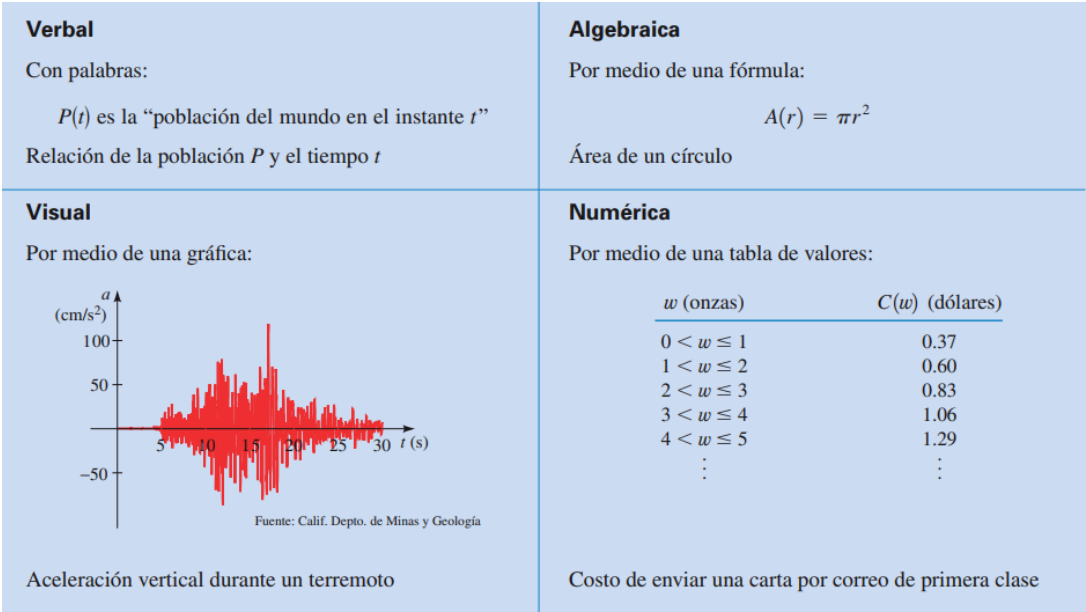 Verbal
Con palabras:
P(t) es la “población del mundo en el instante t”
Relación de la población P y el tiempo t
Algebraica
Por medio de una fórmula:
A(r) = πr²
Área de un círculo
Visual
Por medio de una gráfica:
a
(cm/s²)
100
50
5 10 15 20 25 30 t (s)
−50
Fuente: Calif. Depto. de Minas y Geología
Aceleración vertical durante un terremoto
Numérica
Por medio de una tabla de valores:
w (onzas) C(w) (dólares)
0 < w ≤ 1 0.37
1 < w ≤ 2 0.60
2 < w ≤ 3 0.83
3 < w ≤ 4 1.06
4 < w ≤ 5 1.29
⋮ ⋮
Costo de enviar una carta por correo de primera clase